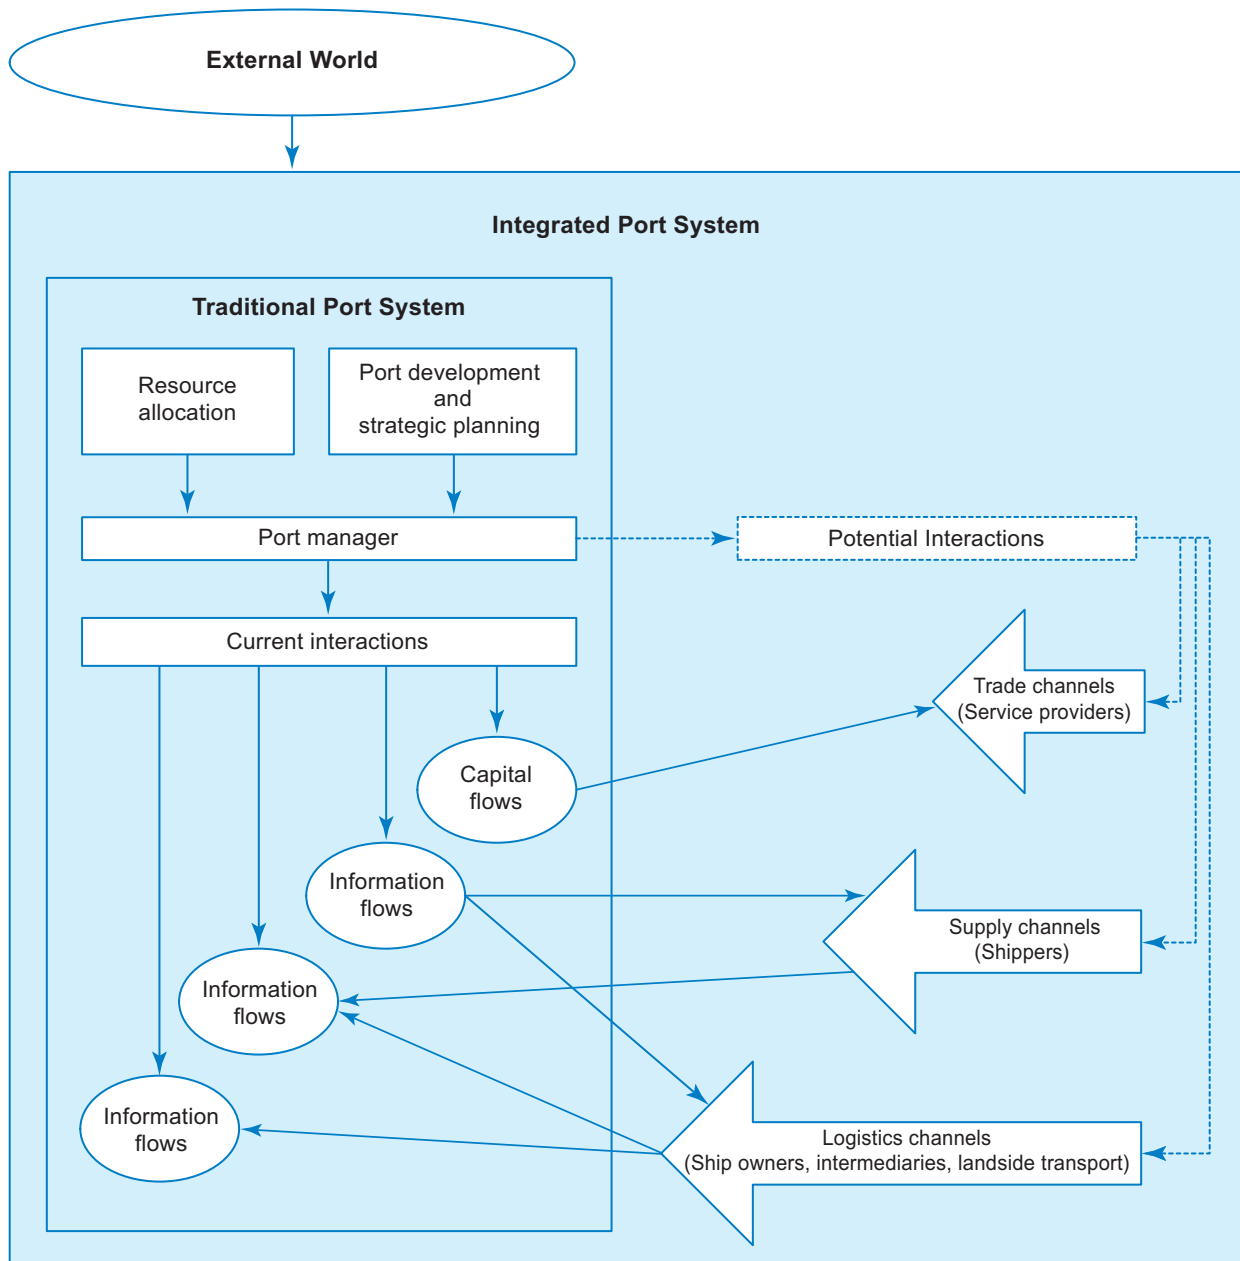 External World
Integrated Port System
Traditional Port System
Resource
allocation
Port development
and
strategic planning
Port manager
Potential Interactions
Current interactions
Trade channels
(Service providers)
Capital
flows
Information
flows
Supply channels
(Shippers)
Information
flows
Information
flows
Logistics channels
(Ship owners, intermediaries, landside transport)